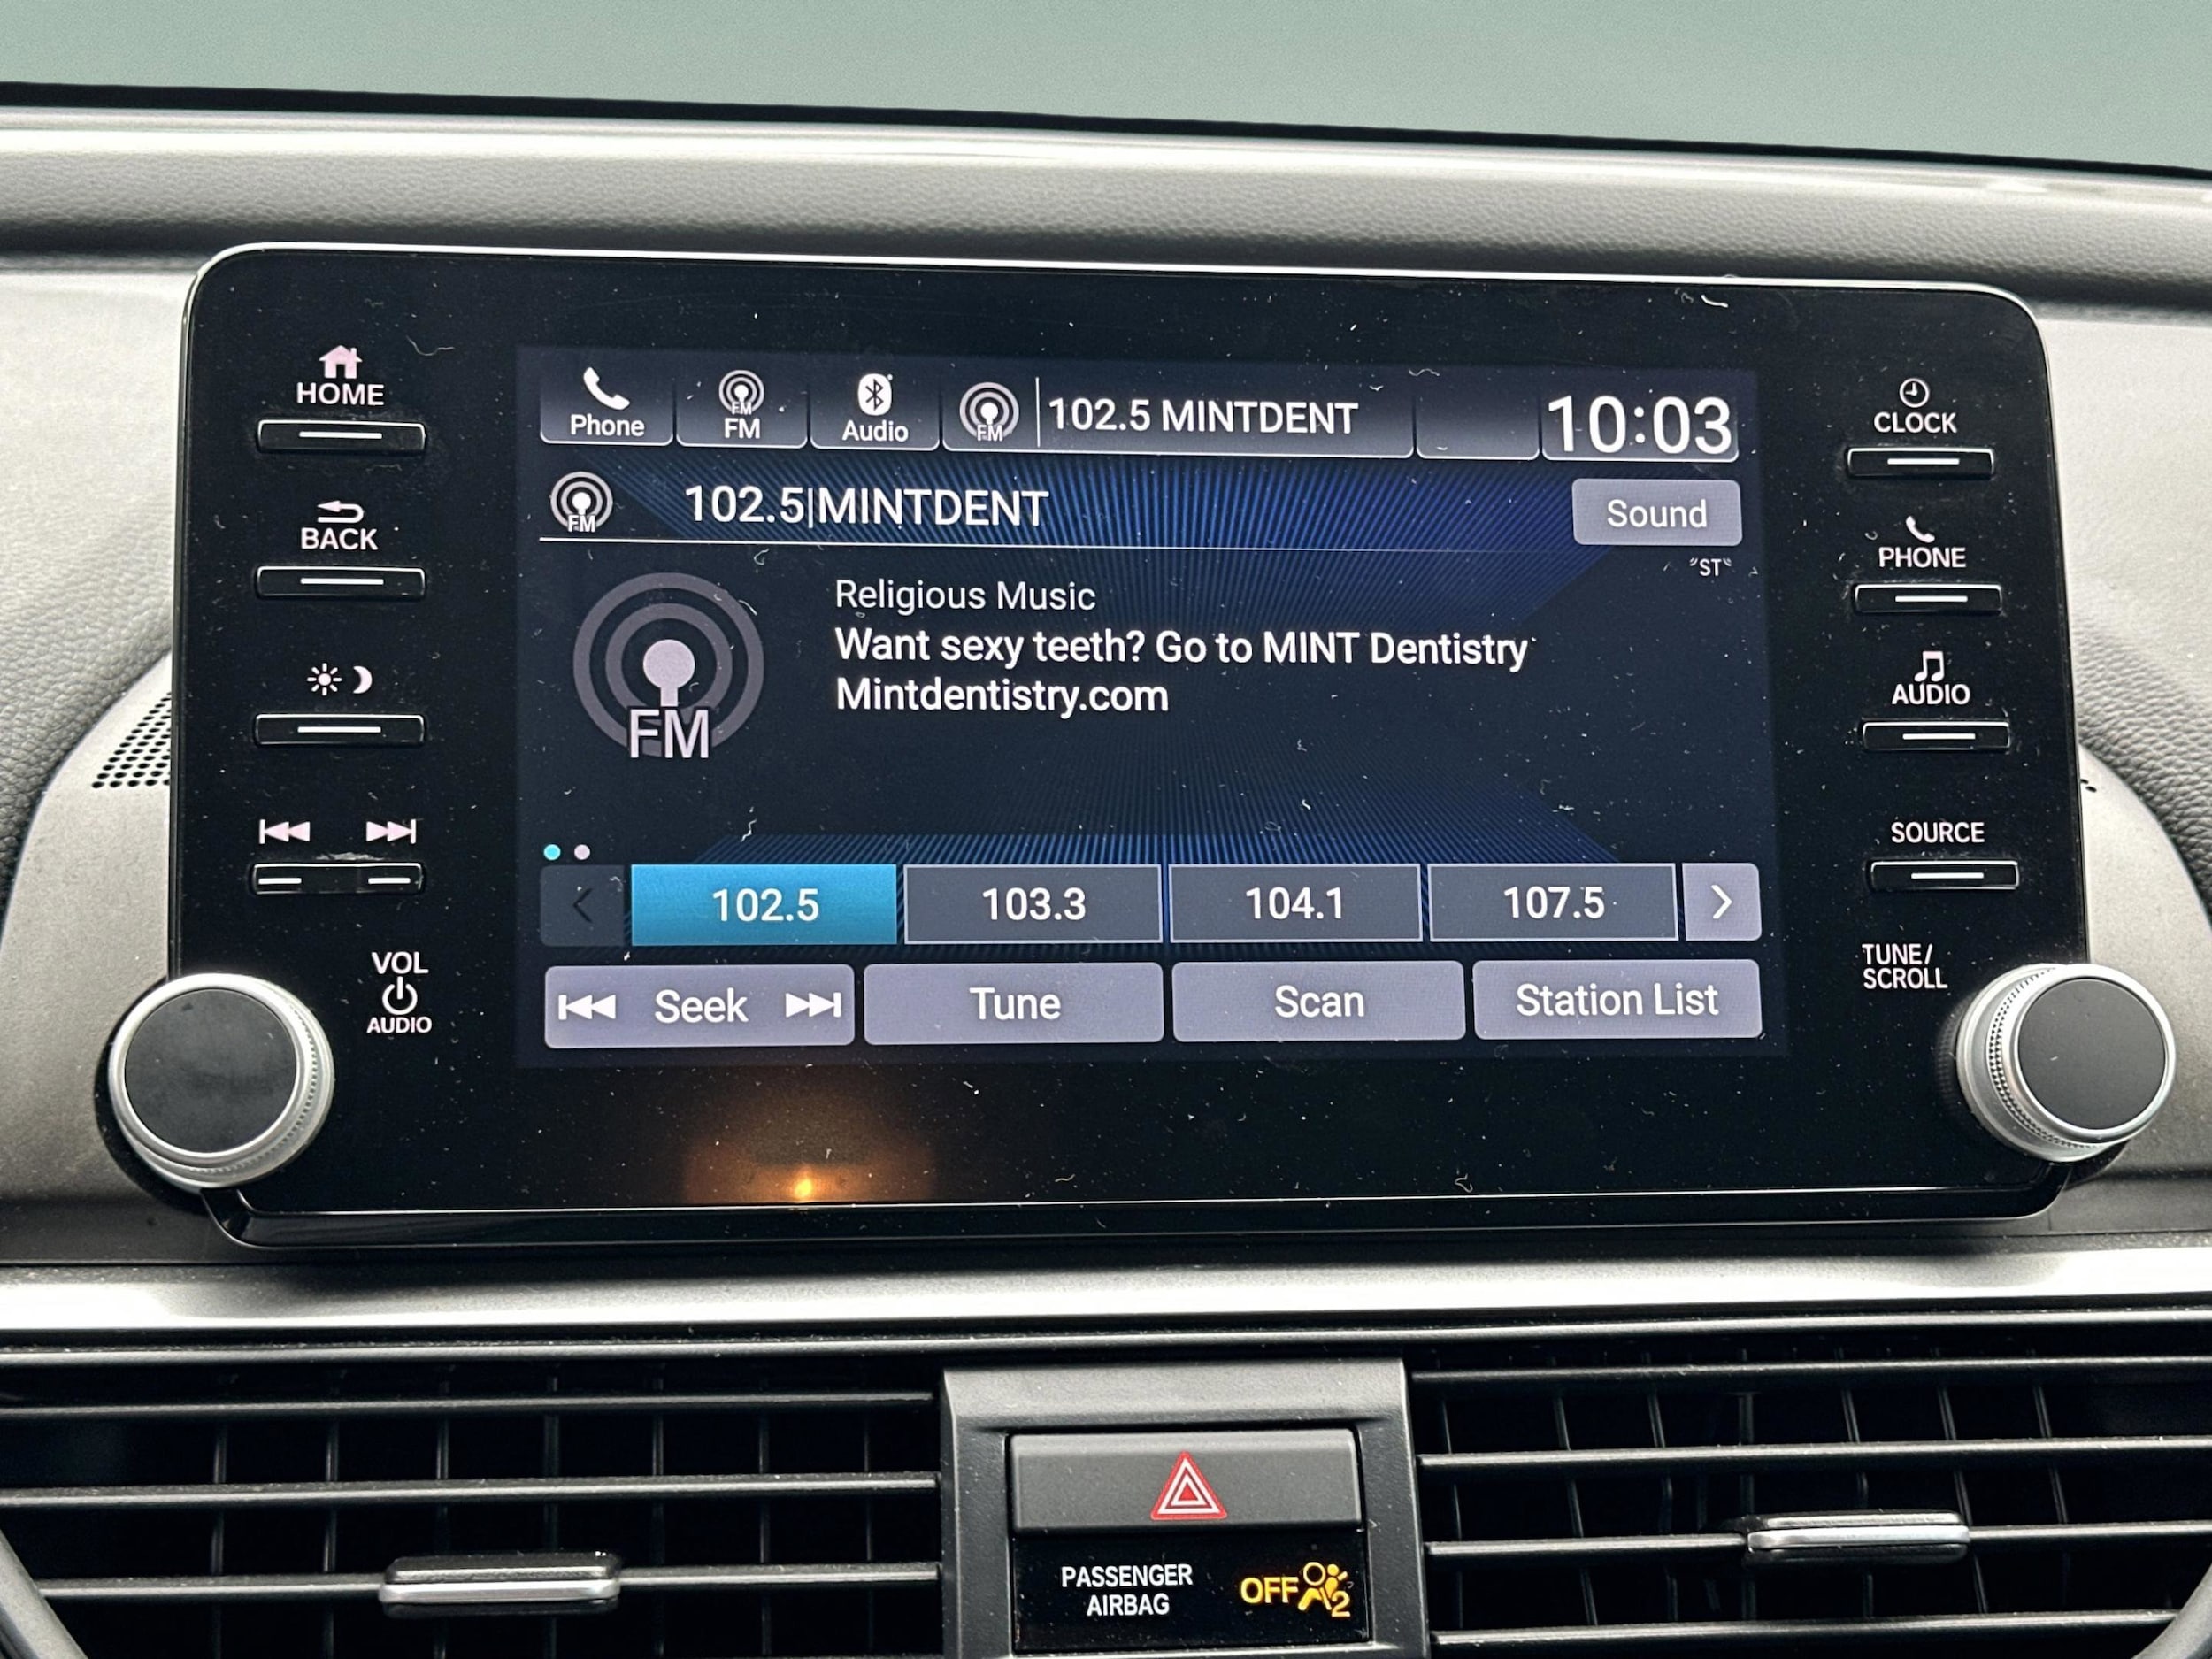 HOME
BACK
VOL
AUDIO
Phone
FM
FM
Audio
FM
102.5 MINTDENT
10:03
FM
102.5|MINTDENT
Sound
"ST"
FM
Religious Music
Want sexy teeth? Go to MINT Dentistry
Mintdentistry.com
102.5
103.3
104.1
107.5
Seek
Tune
Scan
Station List
CLOCK
PHONE
AUDIO
SOURCE
TUNE/
SCROLL
PASSENGER
AIRBAG
OFF
2